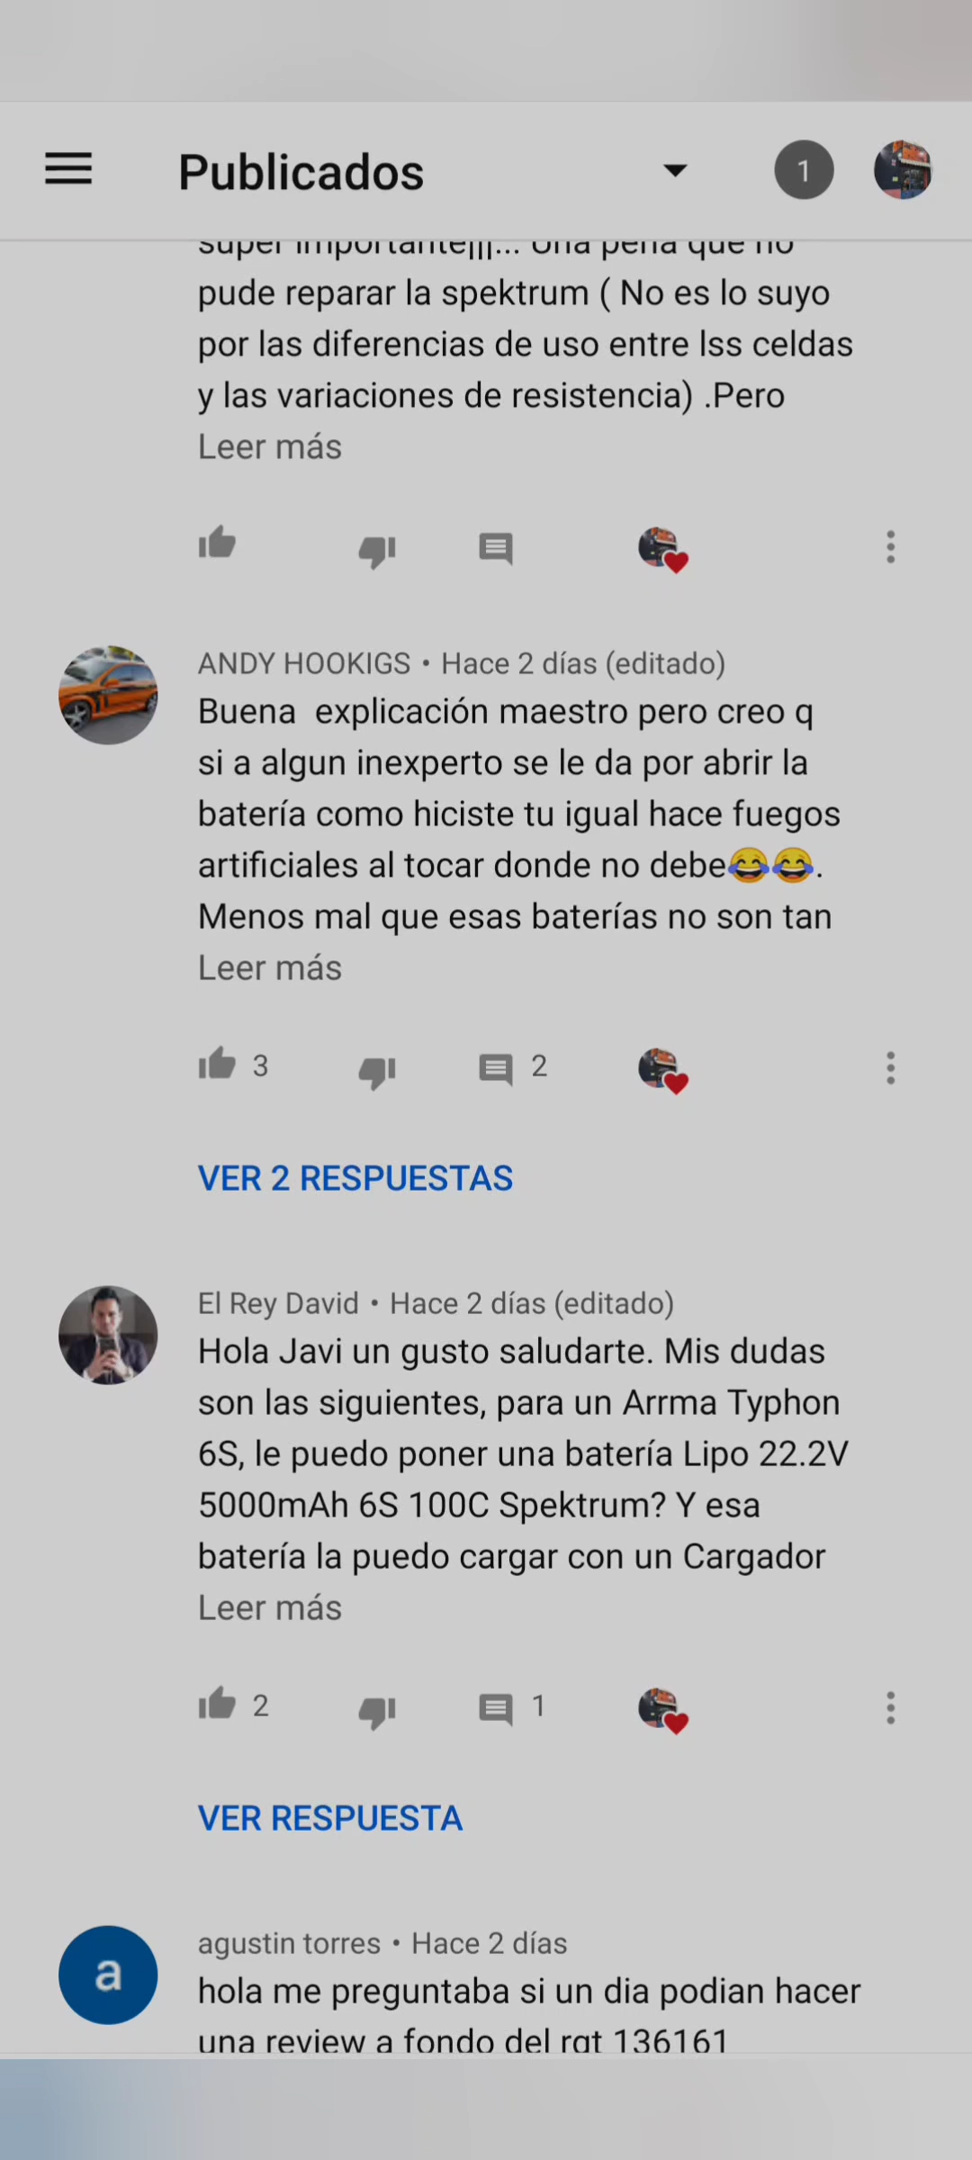 Publicados
1
super importante¡¡¡... Una pena que no
pude reparar la spektrum ( No es lo suyo
por las diferencias de uso entre lss celdas
y las variaciones de resistencia) .Pero
Leer más
ANDY HOOKIGS • Hace 2 días (editado)
Buena  explicación maestro pero creo q
si a algun inexperto se le da por abrir la
batería como hiciste tu igual hace fuegos
artificiales al tocar donde no debe😂😂.
Menos mal que esas baterías no son tan
Leer más
3
2
VER 2 RESPUESTAS
El Rey David • Hace 2 días (editado)
Hola Javi un gusto saludarte. Mis dudas
son las siguientes, para un Arrma Typhon
6S, le puedo poner una batería Lipo 22.2V
5000mAh 6S 100C Spektrum? Y esa
batería la puedo cargar con un Cargador
Leer más
2
1
VER RESPUESTA
a
agustin torres • Hace 2 días
hola me preguntaba si un dia podian hacer
una review a fondo del rgt 136161